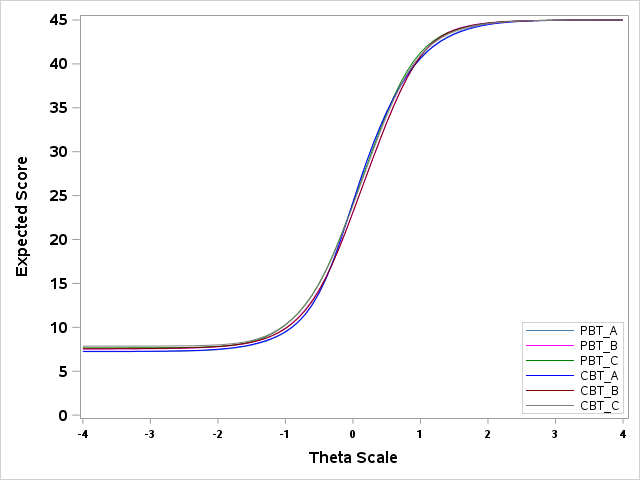 45
40
35
30
25
20
15
10
5
0
Expected Score
-4 -3 -2 -1 0 1 2 3 4
Theta Scale
PBT_A
PBT_B
PBT_C
CBT_A
CBT_B
CBT_C